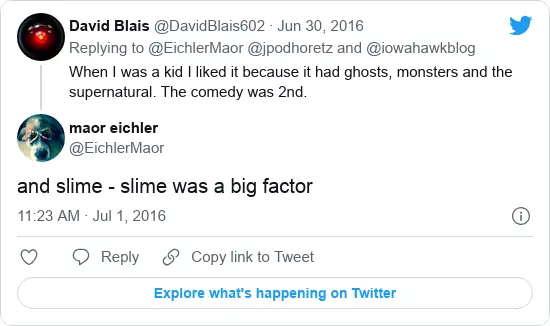 David Blais @DavidBlais602 · Jun 30, 2016
Replying to @EichlerMaor @jpodhoretz and @iowahawkblog
When I was a kid I liked it because it had ghosts, monsters and the
supernatural. The comedy was 2nd.
maor eichler
@EichlerMaor
and slime - slime was a big factor
11:23 AM · Jul 1, 2016
Reply Copy link to Tweet
Explore what's happening on Twitter